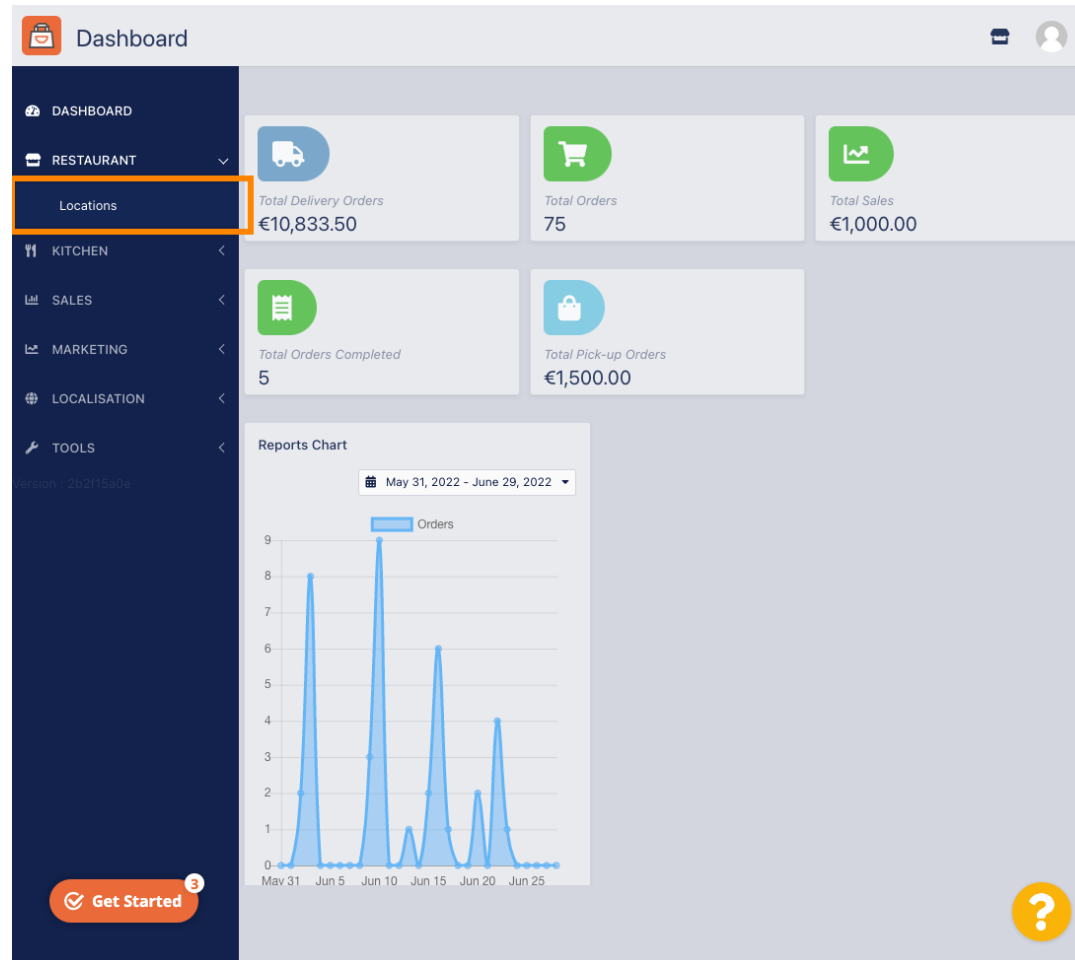 Dashboard
DASHBOARD
RESTAURANT
Locations
KITCHEN
SALES
MARKETING
LOCALISATION
TOOLS
Version : 2b2f15a0e
Get Started
3
Total Delivery Orders
€10,833.50
Total Orders
75
Total Sales
€1,000.00
Total Orders Completed
5
Total Pick-up Orders
€1,500.00
Reports Chart
May 31, 2022 - June 29, 2022
Orders
9
8
7
6
5
4
3
2
1
0
May 31 Jun 5 Jun 10 Jun 15 Jun 20 Jun 25
?